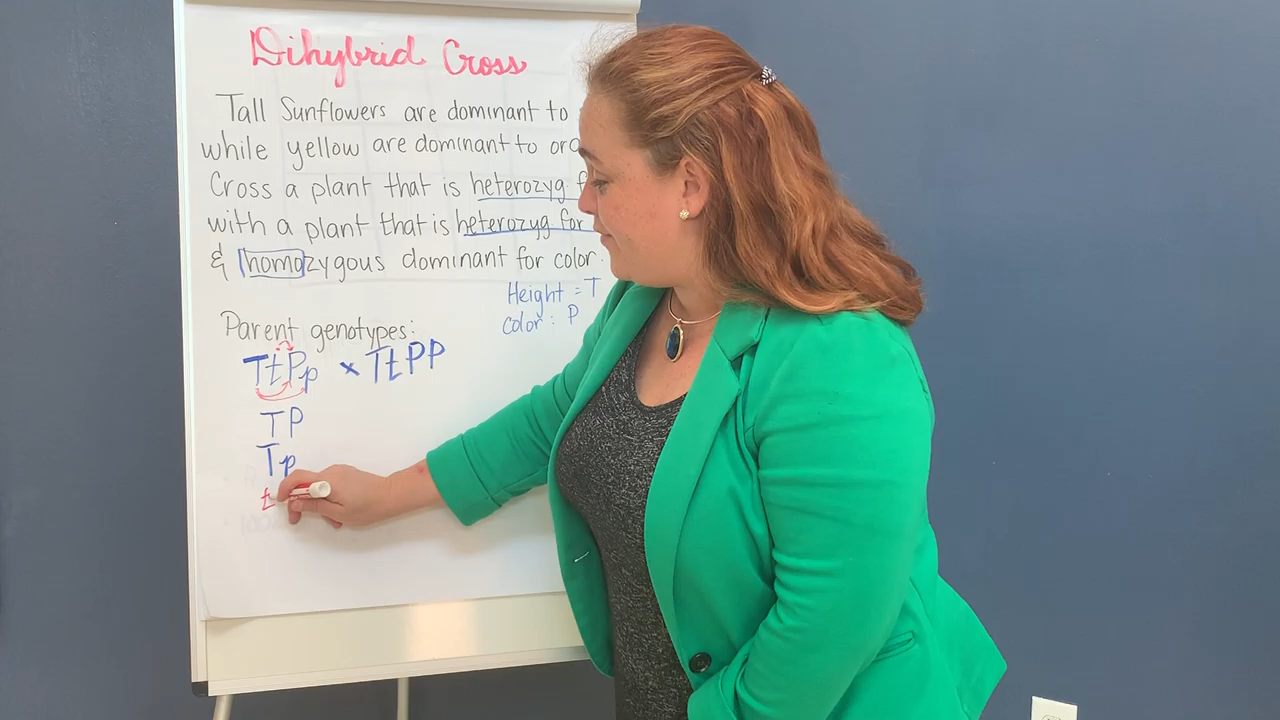 Dihybrid Cross
Tall Sunflowers are dominant to
while yellow are dominant to
Cross a plant that is heterozyg
with a plant that is heterozyg for
& homozygous dominant for color.
Height = T
Color: P
Parent genotypes:
TtPp × TtPP
TP
Tp
t